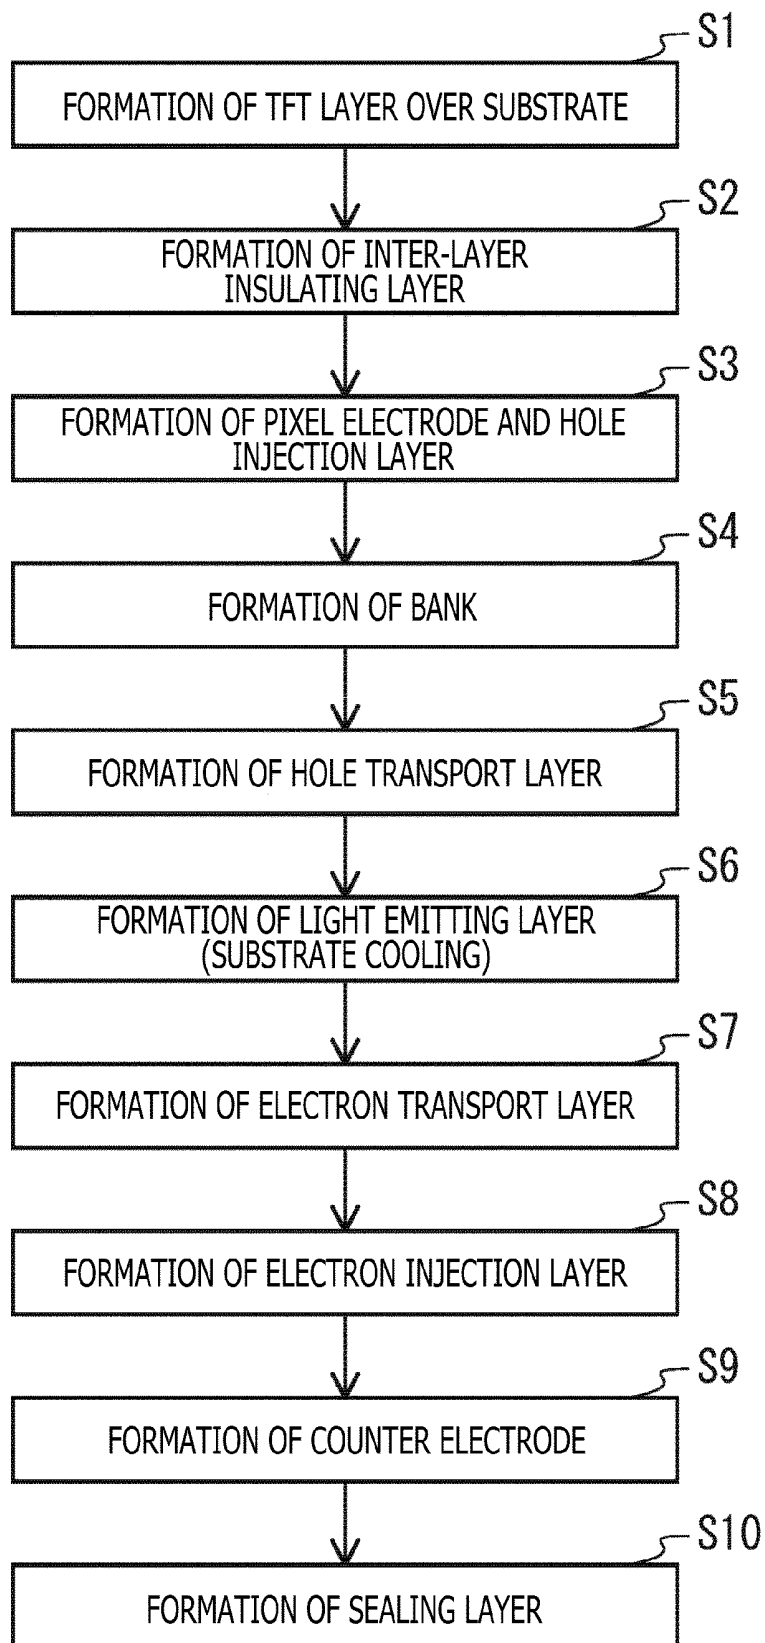 S1
FORMATION OF TFT LAYER OVER SUBSTRATE
S2
FORMATION OF INTER-LAYER
INSULATING LAYER
S3
FORMATION OF PIXEL ELECTRODE AND HOLE
INJECTION LAYER
S4
FORMATION OF BANK
S5
FORMATION OF HOLE TRANSPORT LAYER
S6
FORMATION OF LIGHT EMITTING LAYER
(SUBSTRATE COOLING)
S7
FORMATION OF ELECTRON TRANSPORT LAYER
S8
FORMATION OF ELECTRON INJECTION LAYER
S9
FORMATION OF COUNTER ELECTRODE
S10
FORMATION OF SEALING LAYER